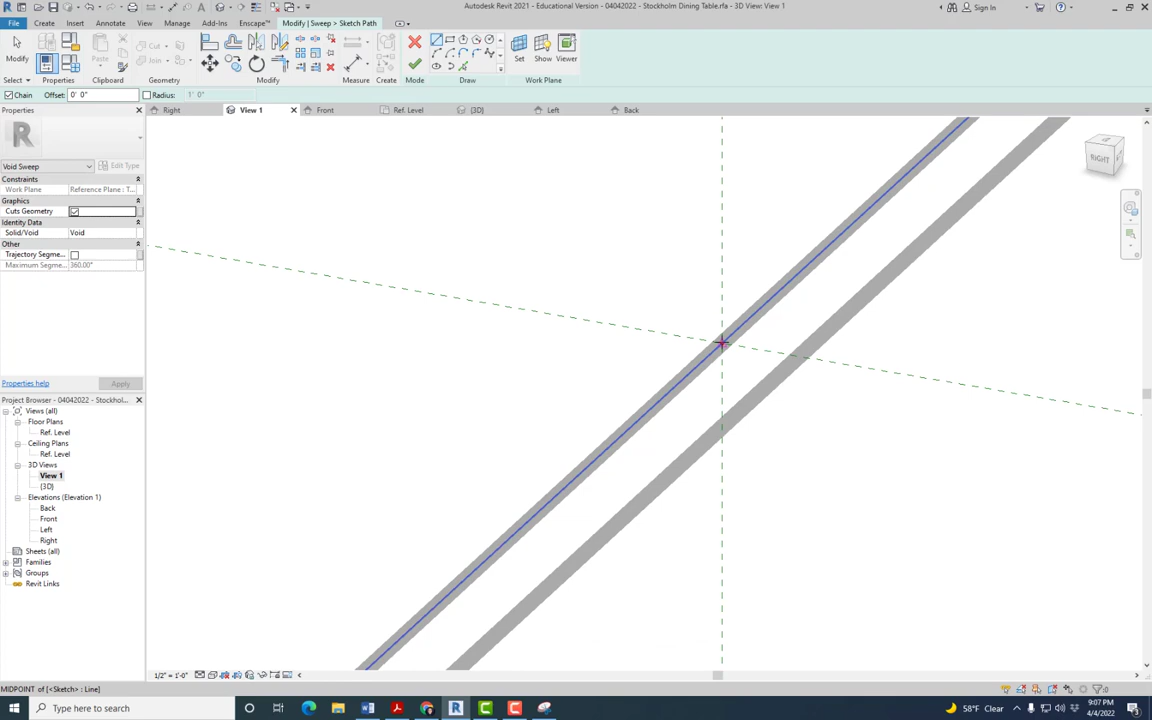 Autodesk Revit 2021 - Educational Version - 04042022 - Stockholm Dining Table.rfa - 3D View: View 1
Sign In
File Create Insert Annotate View Manage Add-Ins Enscape™ Modify | Sweep > Sketch Path
Modify Paste Cut Join Set Show Viewer
Select Properties Clipboard Geometry Modify Measure Create Mode Draw Work Plane
Chain Offset: 0' 0" Radius: 1' 0"
Properties Right View 1 Front Ref. Level (3D) Left Back
Void Sweep Edit Type
Constraints
Work Plane Reference Plane : T...
Graphics
Cuts Geometry
Identity Data
Solid/Void Void
Other
Trajectory Segme...
Maximum Segme... 360.00°
RIGHT
Properties help Apply
Project Browser - 04042022 - Stockhol...
Views (all)
Floor Plans
Ref. Level
Ceiling Plans
Ref. Level
3D Views
View 1
(3D)
Elevations (Elevation 1)
Back
Front
Left
Right
Sheets (all)
Families
Groups
Revit Links
1/2" = 1'-0"
MIDPOINT of [<Sketch> : Line]
:0
Type here to search
58°F Clear
9:07 PM
4/4/2022